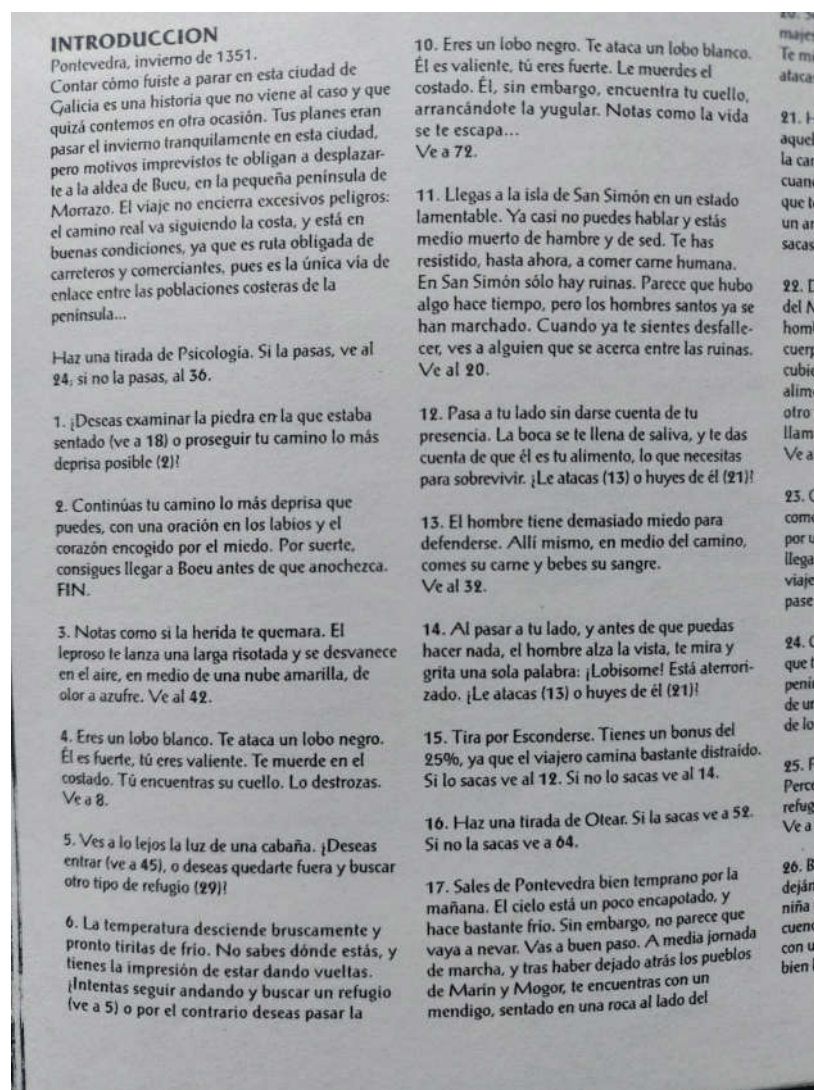 INTRODUCCION
Pontevedra, invierno de 1351.
Contar cómo fuiste a parar en esta ciudad de
Galicia es una historia que no viene al caso y que
quizá contemos en otra ocasión. Tus planes eran
pasar el invierno tranquilamente en esta ciudad,
pero motivos imprevistos te obligan a desplazar-
te a la aldea de Bueu, en la pequeña península de
Morrazo. El viaje no encierra excesivos peligros:
el camino real va siguiendo la costa, y está en
buenas condiciones, ya que es ruta obligada de
carreteros y comerciantes, pues es la única vía de
enlace entre las poblaciones costeras de la
península...
Haz una tirada de Psicología. Si la pasas, ve al
24, si no la pasas, al 36.
1. ¿Deseas examinar la piedra en la que estaba
sentado (ve a 18) o proseguir tu camino lo más
deprisa posible (2)?
2. Continúas tu camino lo más deprisa que
puedes, con una oración en los labios y el
corazón encogido por el miedo. Por suerte,
consigues llegar a Boeu antes de que anochezca.
FIN.
3. Notas como si la herida te quemara. El
leproso te lanza una larga risotada y se desvanece
en el aire, en medio de una nube amarilla, de
olor a azufre. Ve al 42.
4. Eres un lobo blanco. Te ataca un lobo negro.
Él es fuerte, tú eres valiente. Te muerde en el
costado. Tú encuentras su cuello. Lo destrozas.
Ve a 8.
5. Ves a lo lejos la luz de una cabaña. ¿Deseas
entrar (ve a 45), o deseas quedarte fuera y buscar
otro tipo de refugio (29)?
6. La temperatura desciende bruscamente y
pronto tiritas de frío. No sabes dónde estás, y
tienes la impresión de estar dando vueltas.
¿Intentas seguir andando y buscar un refugio
(ve a 5) o por el contrario deseas pasar la
10. Eres un lobo negro. Te ataca un lobo blanco.
Él es valiente, tú eres fuerte. Le muerdes el
costado. Él, sin embargo, encuentra tu cuello,
arrancándote la yugular. Notas como la vida
se te escapa...
Ve a 72.
11. Llegas a la isla de San Simón en un estado
lamentable. Ya casi no puedes hablar y estás
medio muerto de hambre y de sed. Te has
resistido, hasta ahora, a comer carne humana.
En San Simón sólo hay ruinas. Parece que hubo
algo hace tiempo, pero los hombres santos ya se
han marchado. Cuando ya te sientes desfalle-
cer, ves a alguien que se acerca entre las ruinas.
Ve al 20.
12. Pasa a tu lado sin darse cuenta de tu
presencia. La boca se te llena de saliva, y te das
cuenta de que él es tu alimento, lo que necesitas
para sobrevivir. ¿Le atacas (13) o huyes de él (21)?
13. El hombre tiene demasiado miedo para
defenderse. Allí mismo, en medio del camino,
comes su carne y bebes su sangre.
Ve al 32.
14. Al pasar a tu lado, y antes de que puedas
hacer nada, el hombre alza la vista, te mira y
grita una sola palabra: ¡Lobisome! Está aterrori-
zado. ¿Le atacas (13) o huyes de él (21)?
15. Tira por Esconderse. Tienes un bonus del
25%, ya que el viajero camina bastante distraído.
Si lo sacas ve al 12. Si no lo sacas ve al 14.
16. Haz una tirada de Otear. Si la sacas ve a 52.
Si no la sacas ve a 64.
17. Sales de Pontevedra bien temprano por la
mañana. El cielo está un poco encapotado, y
hace bastante frío. Sin embargo, no parece que
vaya a nevar. Vas a buen paso. A media jornada
de marcha, y tras haber dejado atrás los pueblos
de Marín y Mogor, te encuentras con un
mendigo, sentado en una roca al lado del
Te
21.
22.
23.
24.
25.
Ve a
26.
niña
bien